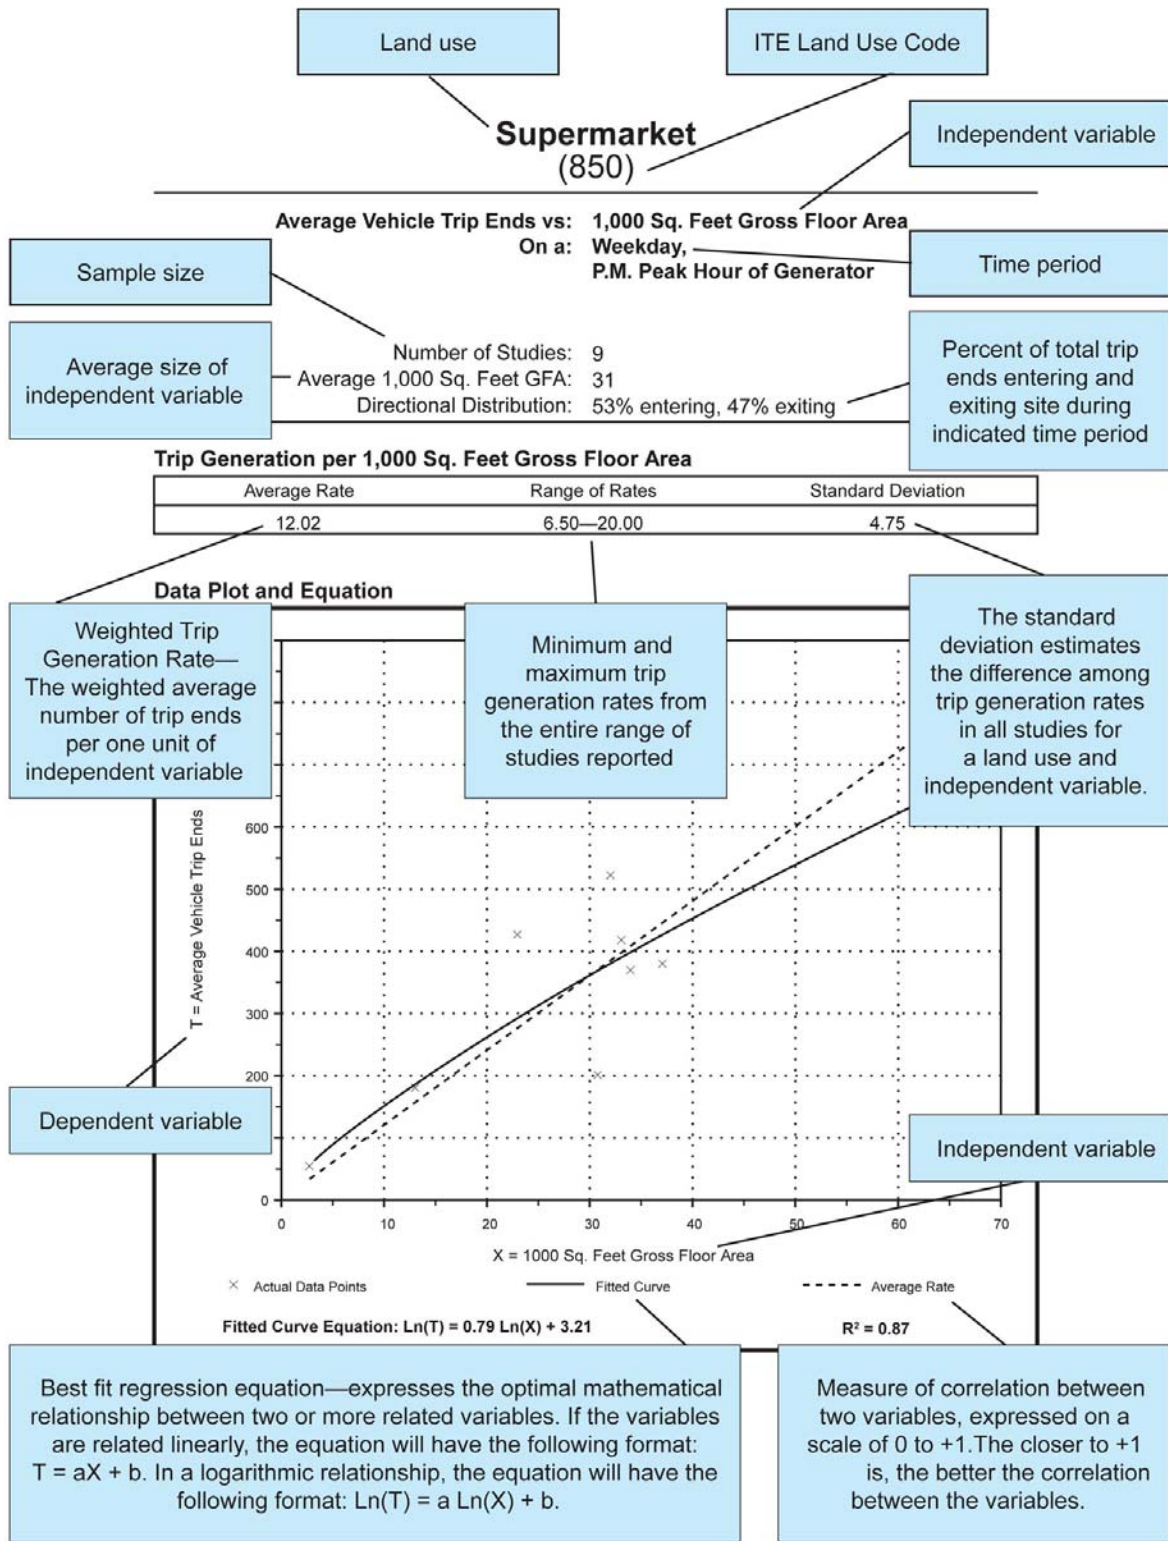 Land use
ITE Land Use Code
Supermarket
(850)
Independent variable
Average Vehicle Trip Ends vs: 1,000 Sq. Feet Gross Floor Area
On a: Weekday,
P.M. Peak Hour of Generator
Sample size
Time period
Number of Studies: 9
Average 1,000 Sq. Feet GFA: 31
Directional Distribution: 53% entering, 47% exiting
Average size of
independent variable
Percent of total trip
ends entering and
exiting site during
indicated time period
Trip Generation per 1,000 Sq. Feet Gross Floor Area
Average Rate Range of Rates Standard Deviation
12.02 6.50—20.00 4.75
Data Plot and Equation
Weighted Trip
Generation Rate—
The weighted average
number of trip ends
per one unit of
independent variable
Minimum and
maximum trip
generation rates from
the entire range of
studies reported
The standard
deviation estimates
the difference among
trip generation rates
in all studies for
a land use and
independent variable.
T = Average Vehicle Trip Ends
600
500
400
300
200
0
Dependent variable
Independent variable
0 10 20 30 40 50 60 70
X = 1000 Sq. Feet Gross Floor Area
× Actual Data Points Fitted Curve Average Rate
Fitted Curve Equation: Ln(T) = 0.79 Ln(X) + 3.21 R² = 0.87
Best fit regression equation—expresses the optimal mathematical
relationship between two or more related variables. If the variables
are related linearly, the equation will have the following format:
T = aX + b. In a logarithmic relationship, the equation will have the
following format: Ln(T) = a Ln(X) + b.
Measure of correlation between
two variables, expressed on a
scale of 0 to +1.The closer to +1
is, the better the correlation
between the variables.